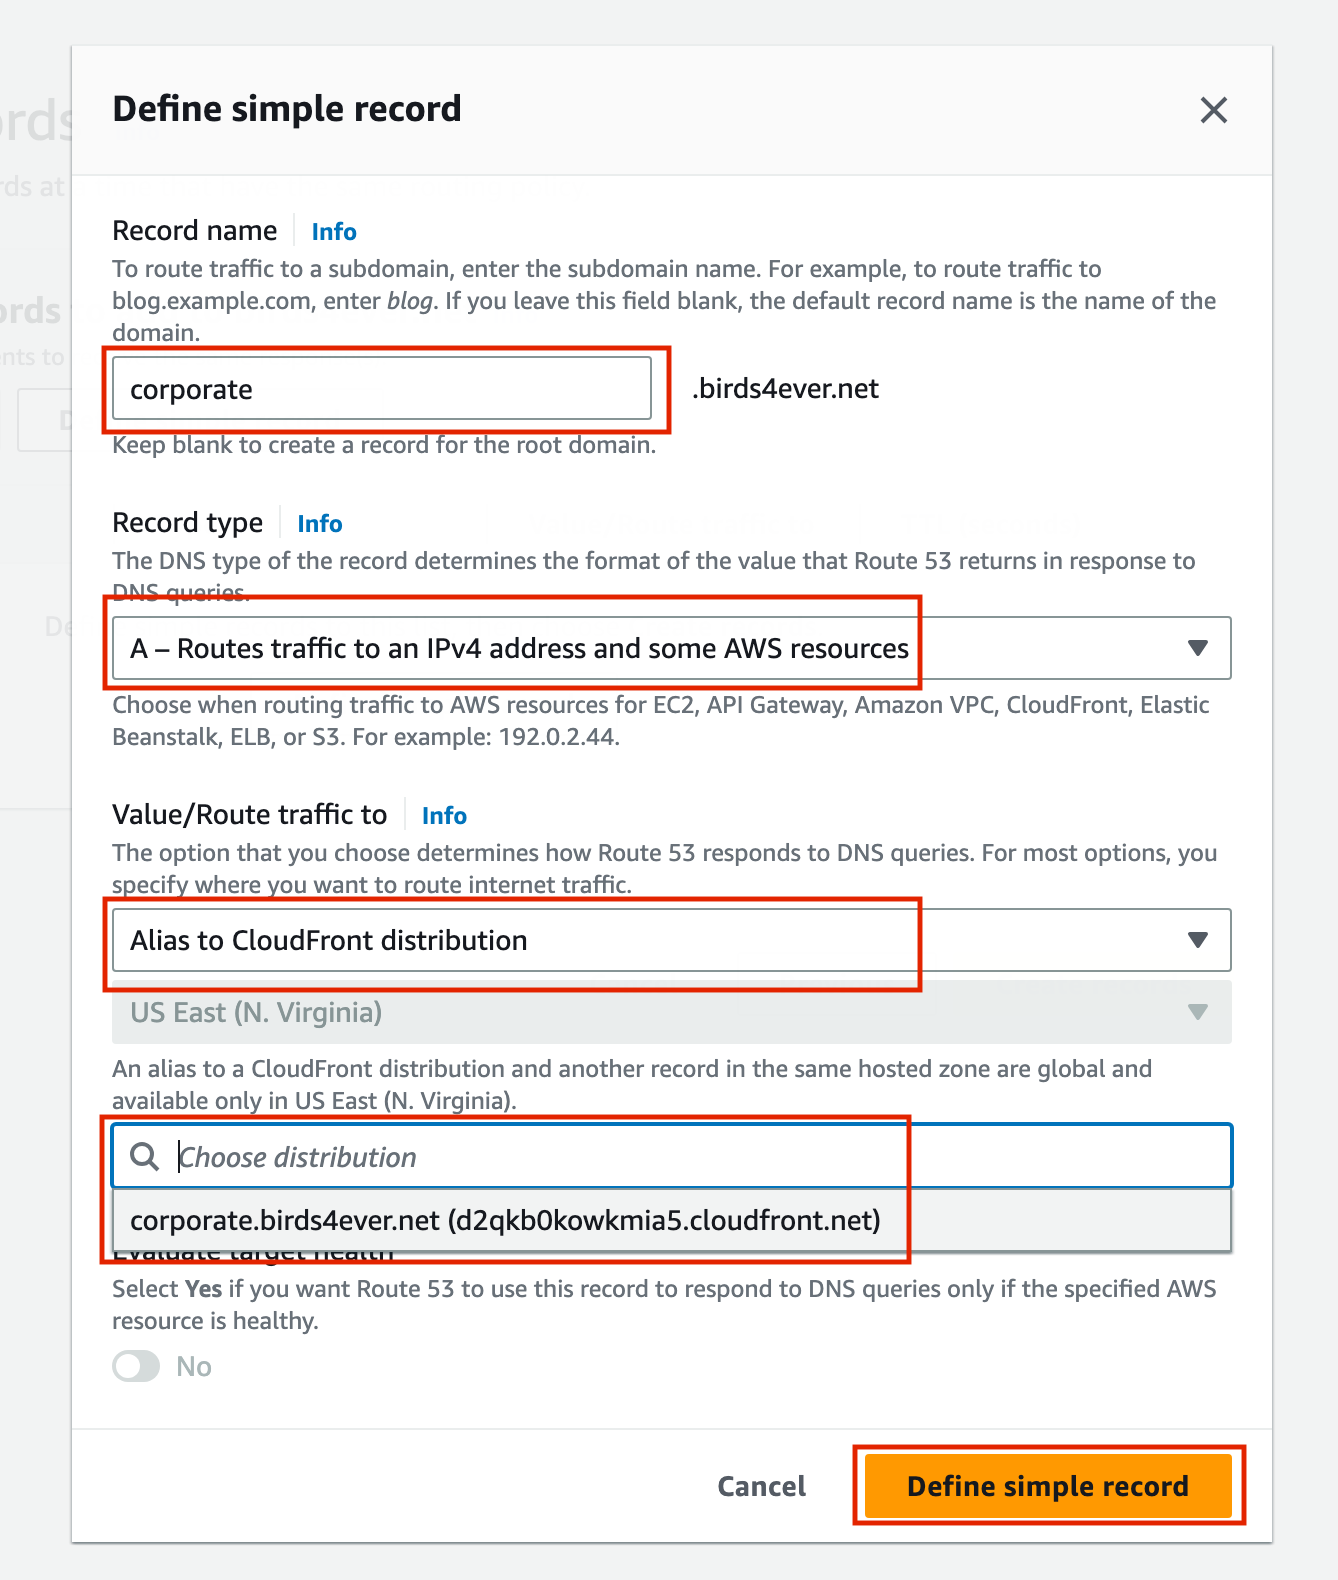 Define simple record
ords
rds at
Record name Info
To route traffic to a subdomain, enter the subdomain name. For example, to route traffic to
blog.example.com, enter blog. If you leave this field blank, the default record name is the name of the
domain.
ords
ents to
corporate .birds4ever.net
D
Keep blank to create a record for the root domain.
Record type Info
The DNS type of the record determines the format of the value that Route 53 returns in response to
DNS queries.
De
A – Routes traffic to an IPv4 address and some AWS resources
Choose when routing traffic to AWS resources for EC2, API Gateway, Amazon VPC, CloudFront, Elastic
Beanstalk, ELB, or S3. For example: 192.0.2.44.
Value/Route traffic to Info
The option that you choose determines how Route 53 responds to DNS queries. For most options, you
specify where you want to route internet traffic.
Alias to CloudFront distribution
US East (N. Virginia)
An alias to a CloudFront distribution and another record in the same hosted zone are global and
available only in US East (N. Virginia).
Choose distribution
corporate.birds4ever.net (d2qkb0kowkmia5.cloudfront.net)
Evaluate target health
Select Yes if you want Route 53 to use this record to respond to DNS queries only if the specified AWS
resource is healthy.
No
Cancel Define simple record